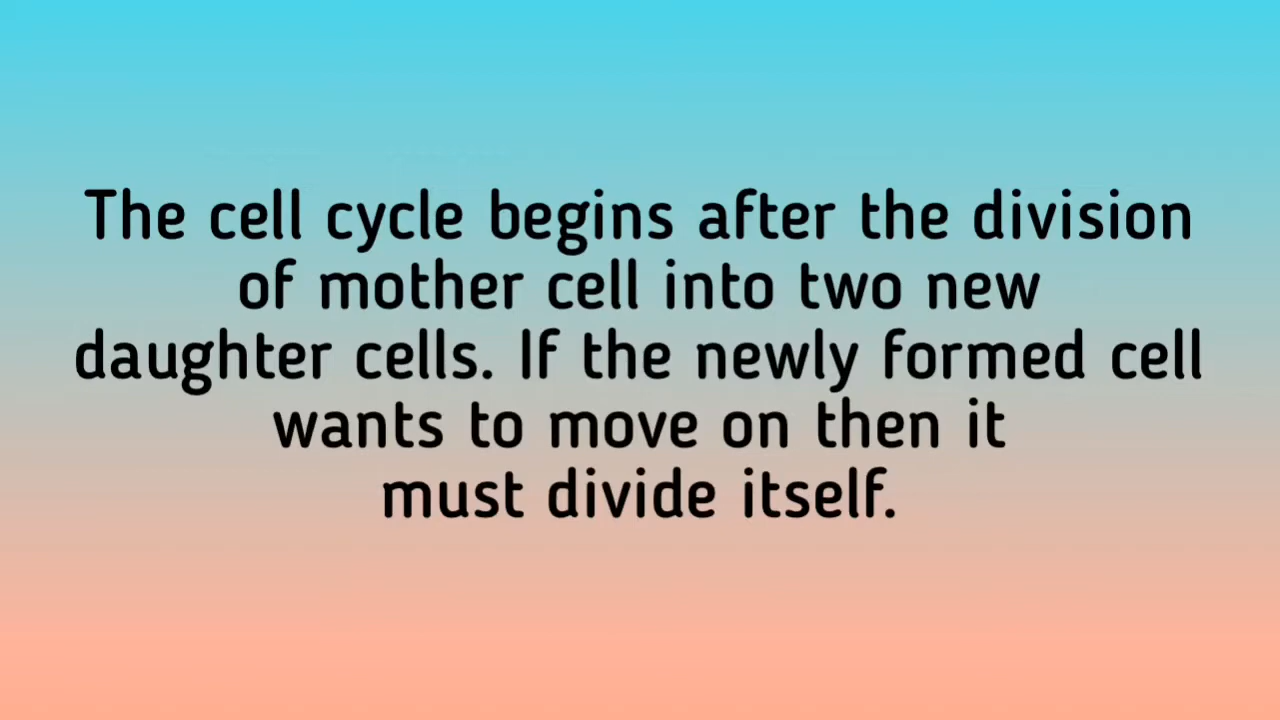 The cell cycle begins after the division
of mother cell into two new
daughter cells. If the newly formed cell
wants to move on then it
must divide itself.